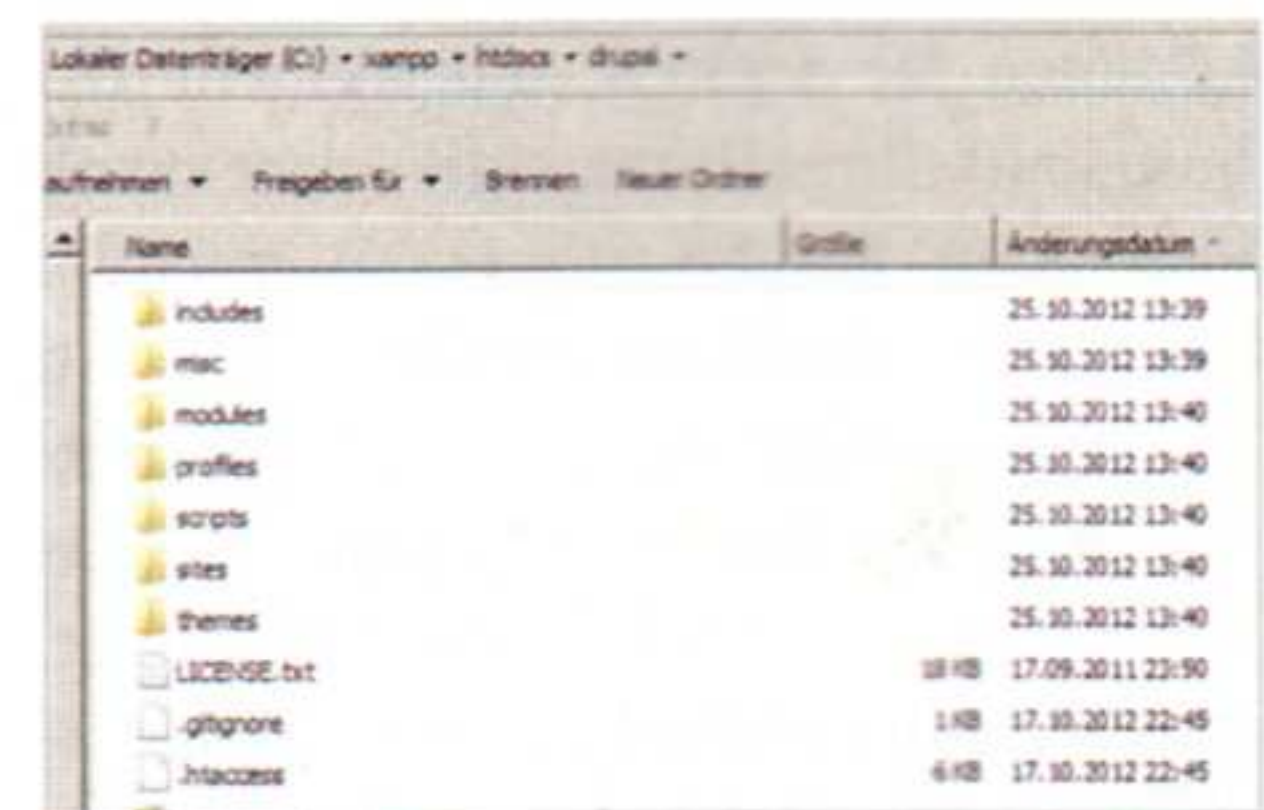 Lokaler Datenträger (C:) ▾ xampp ▾ htdocs ▾ drupal ▾
aufnehmen ▾ Freigeben für ▾ Brennen Neuer Ordner
Name Größe Änderungsdatum
includes 25.10.2012 13:39
misc 25.10.2012 13:39
modules 25.10.2012 13:40
profiles 25.10.2012 13:40
scripts 25.10.2012 13:40
sites 25.10.2012 13:40
themes 25.10.2012 13:40
LICENSE.txt 18 KB 17.09.2011 23:50
.gitignore 1 KB 17.10.2012 22:45
.htaccess 6 KB 17.10.2012 22:45